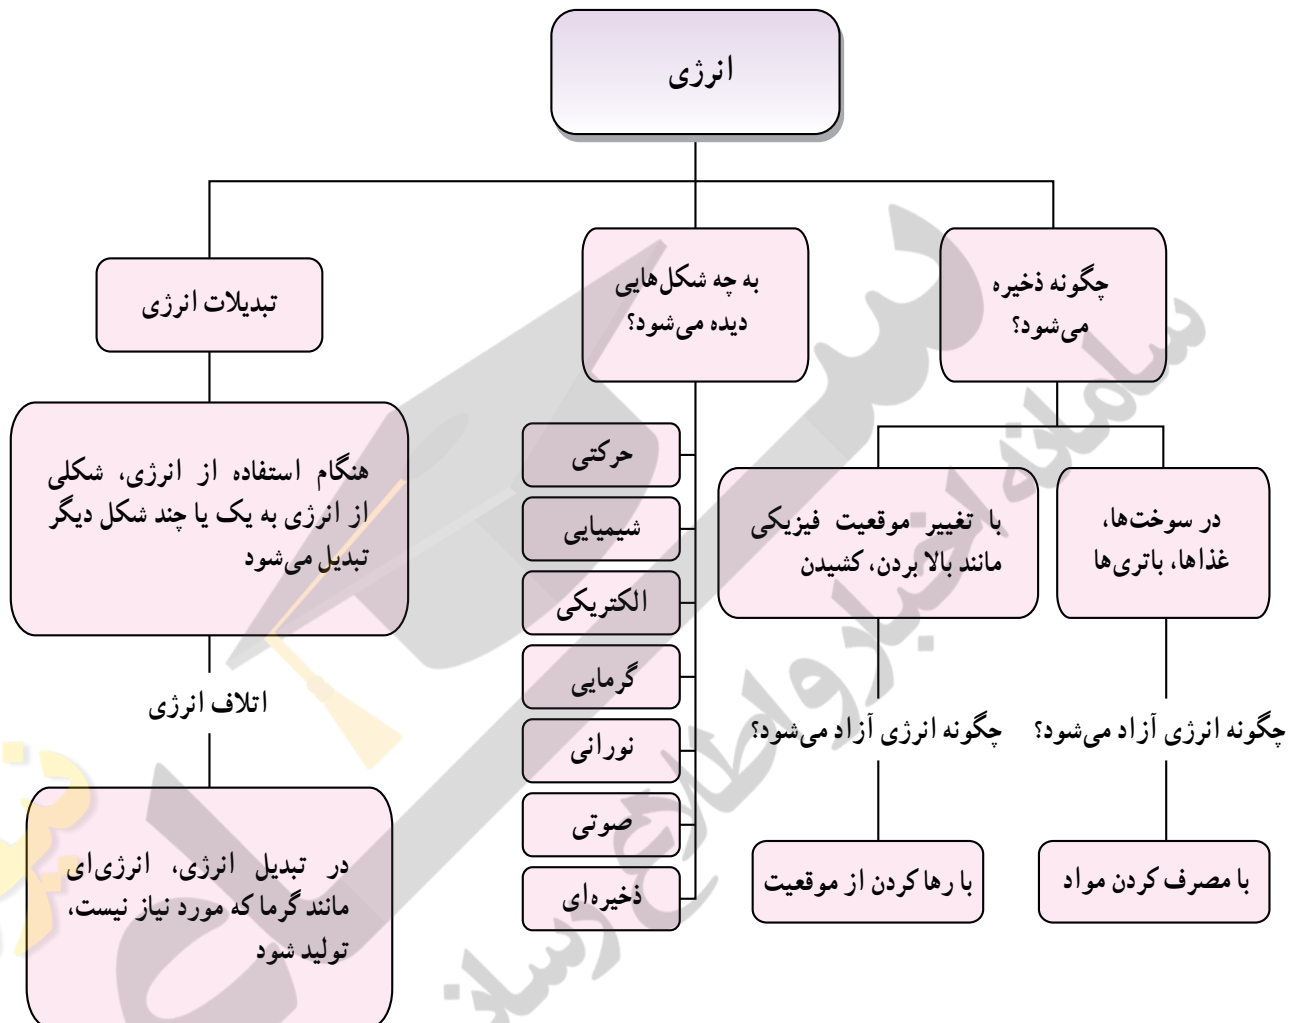 انرژی
چگونه ذخیره
می‌شود؟
در سوخت‌ها،
غذاها، باتری‌ها
چگونه انرژی آزاد می‌شود؟
با مصرف کردن مواد
با تغییر موقعیت فیزیکی
مانند بالا بردن، کشیدن
چگونه انرژی آزاد می‌شود؟
با رها کردن از موقعیت
به چه شکل‌هایی
دیده می‌شود؟
حرکتی
شیمیایی
الکتریکی
گرمایی
نورانی
صوتی
ذخیره‌ای
تبدیلات انرژی
هنگام استفاده از انرژی، شکلی
از انرژی به یک یا چند شکل دیگر
تبدیل می‌شود
اتلاف انرژی
در تبدیل انرژی، انرژی‌ای
مانند گرما که مورد نیاز نیست،
تولید شود
سامانه اخبار و اطلاع رسانی